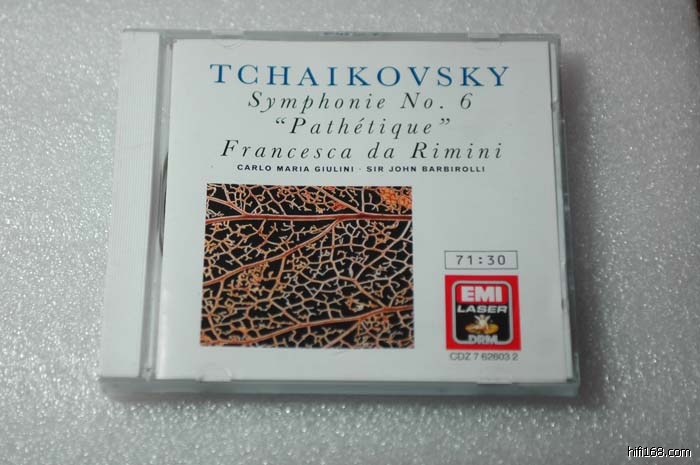 TCHAIKOVSKY
Symphonie No. 6
“Pathétique”
Francesca da Rimini
CARLO MARIA GIULINI · SIR JOHN BARBIROLLI
71:30
EMI
LASER
DRM
CDZ 7 62603 2
hifi168.com